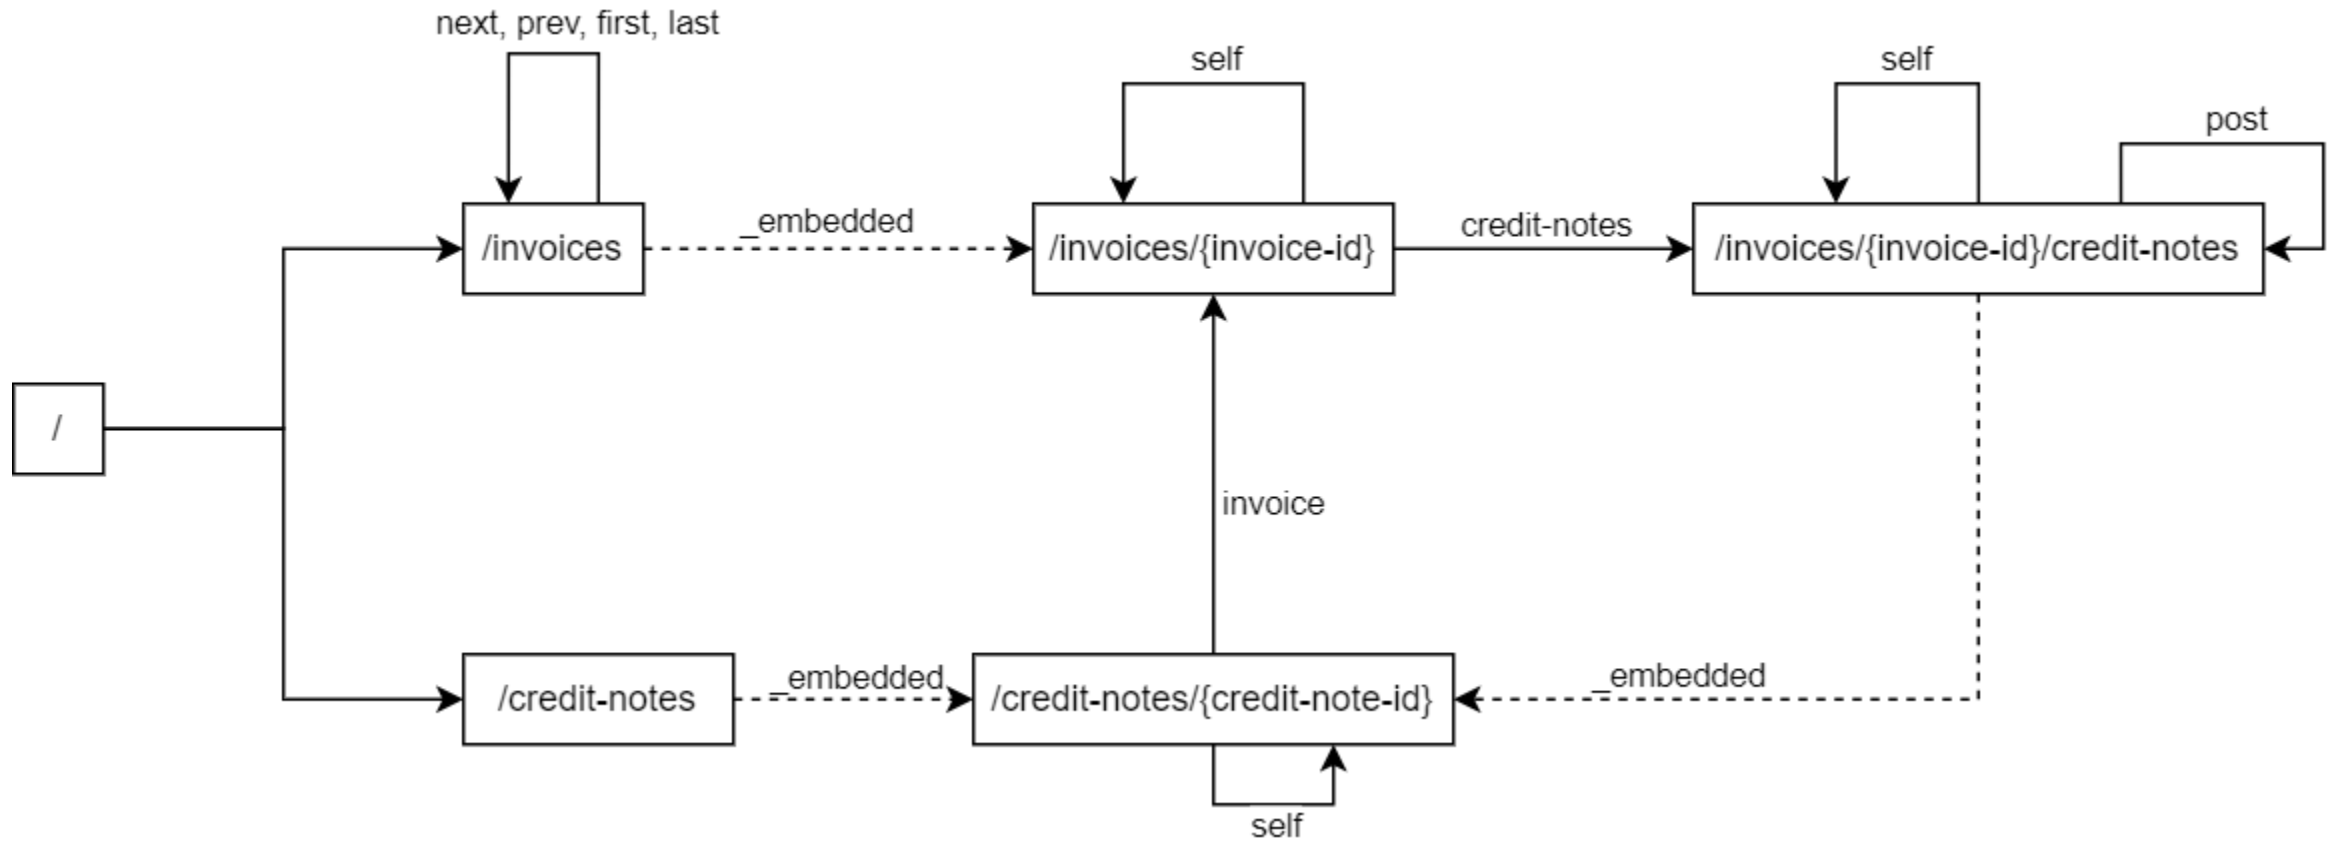 next, prev, first, last
self
self
post
/invoices
_embedded
/invoices/{invoice-id}
credit-notes
/invoices/{invoice-id}/credit-notes
/
invoice
/credit-notes
_embedded
/credit-notes/{credit-note-id}
_embedded
self